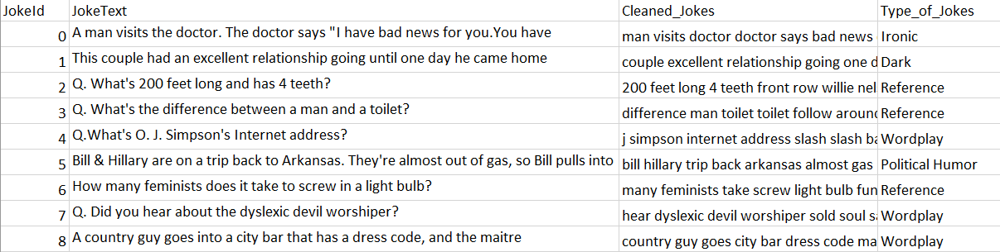 JokeId JokeText Cleaned_Jokes Type_of_Jokes
0 A man visits the doctor. The doctor says "I have bad news for you.You have man visits doctor doctor says bad news Ironic
1 This couple had an excellent relationship going until one day he came home couple excellent relationship going one d Dark
2 Q. What's 200 feet long and has 4 teeth? 200 feet long 4 teeth front row willie nel Reference
3 Q. What's the difference between a man and a toilet? difference man toilet toilet follow aroun Reference
4 Q.What's O. J. Simpson's Internet address? j simpson internet address slash slash ba Wordplay
5 Bill & Hillary are on a trip back to Arkansas. They're almost out of gas, so Bill pulls into bill hillary trip back arkansas almost gas Political Humor
6 How many feminists does it take to screw in a light bulb? many feminists take screw light bulb fun Reference
7 Q. Did you hear about the dyslexic devil worshiper? hear dyslexic devil worshiper sold soul sa Wordplay
8 A country guy goes into a city bar that has a dress code, and the maitre country guy goes city bar dress code ma Wordplay